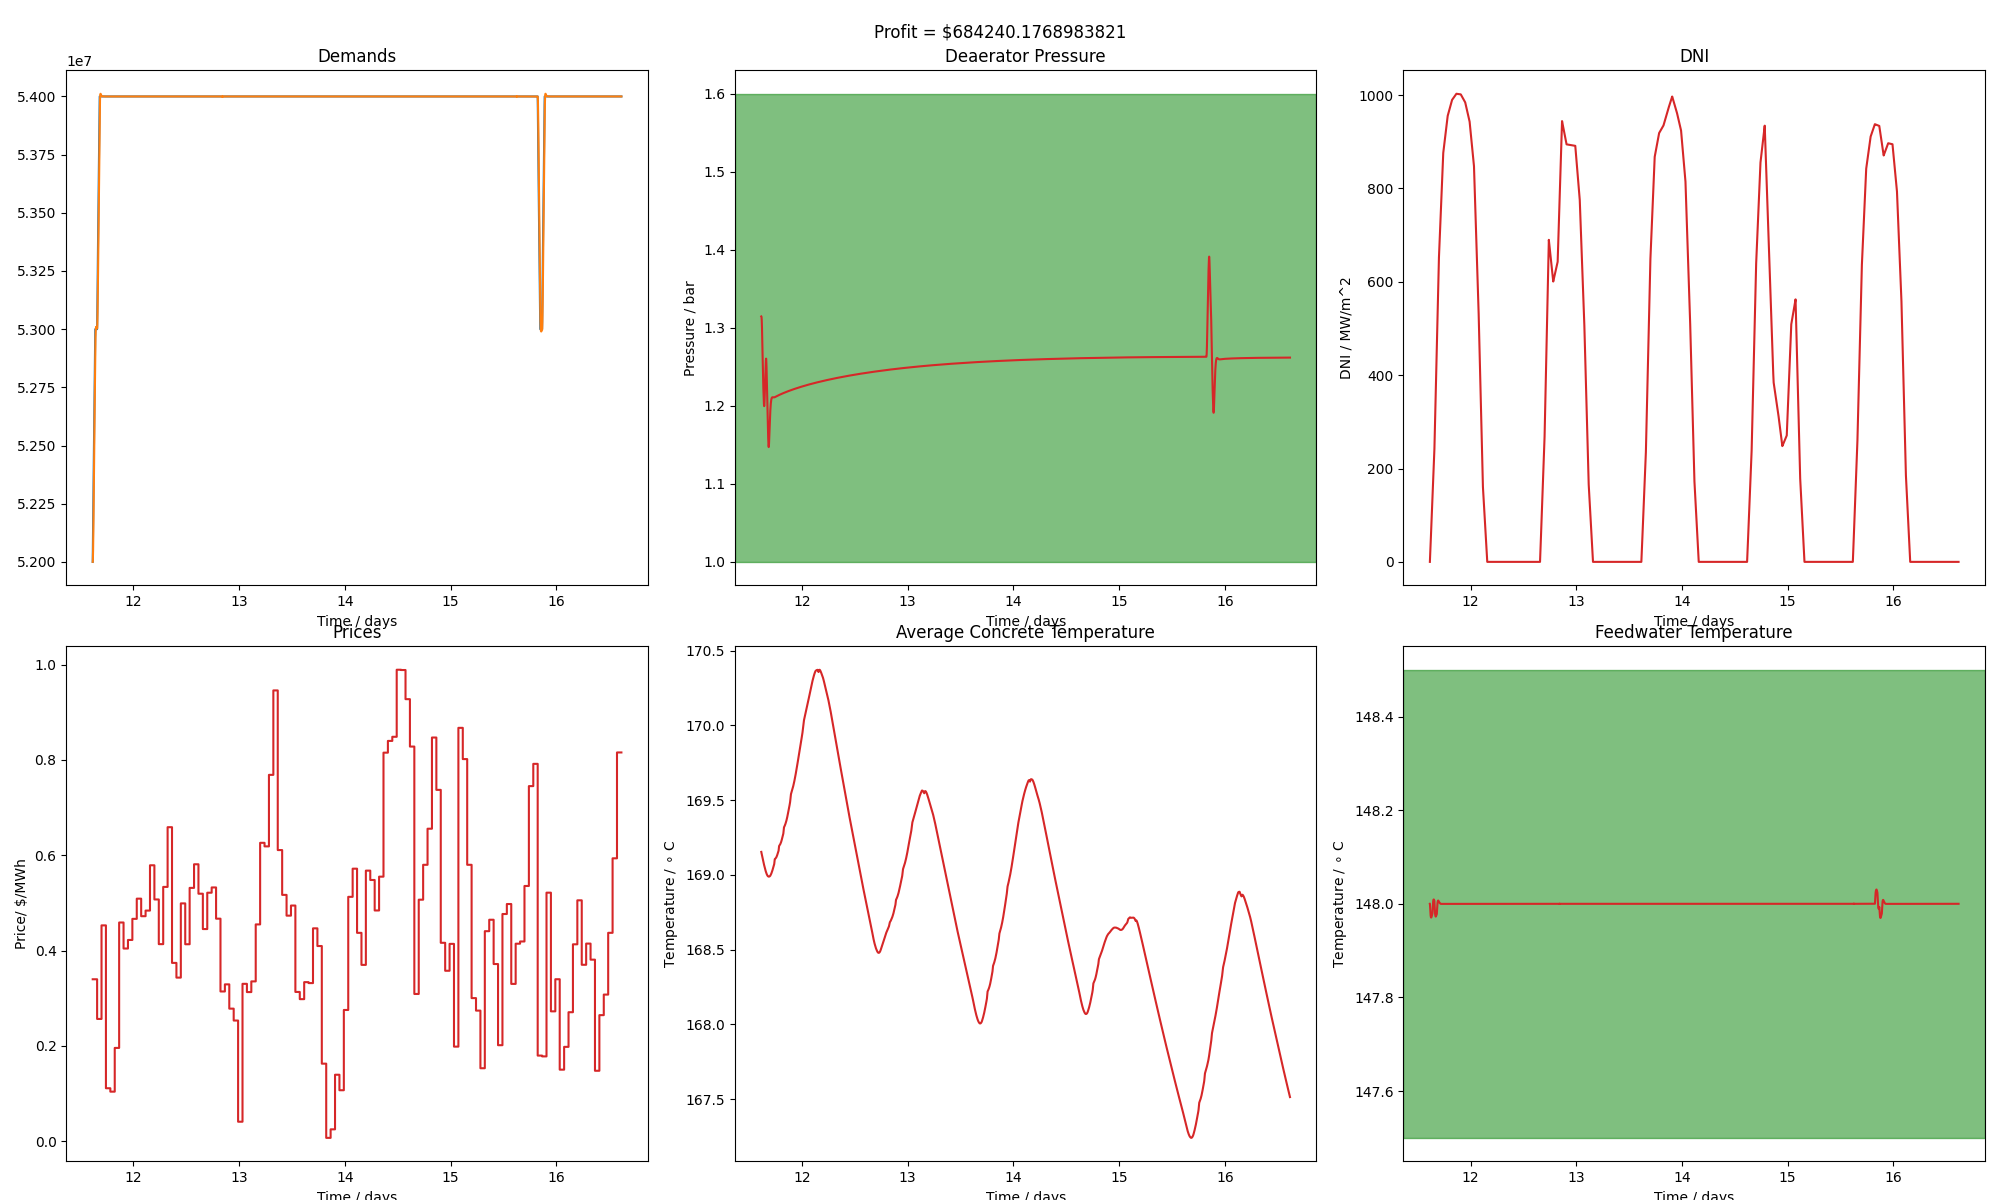 Profit = $684240.1768983821
Demands
1e7
5.400
5.375
5.350
5.325
5.300
5.275
5.250
5.225
5.200
12 13 14 15 16
Time / days
Deaerator Pressure
Pressure / bar
1.6
1.5
1.4
1.3
1.2
1.1
1.0
12 13 14 15 16
Time / days
DNI
DNI / MW/m^2
1000
800
600
400
200
0
12 13 14 15 16
Time / days
Prices
Price/ $/MWh
1.0
0.8
0.6
0.4
0.2
0.0
12 13 14 15 16
Time / days
Average Concrete Temperature
Temperature / ∘ C
170.5
170.0
169.5
169.0
168.5
168.0
167.5
12 13 14 15 16
Time / days
Feedwater Temperature
Temperature / ∘ C
148.4
148.2
148.0
147.8
147.6
12 13 14 15 16
Time / days